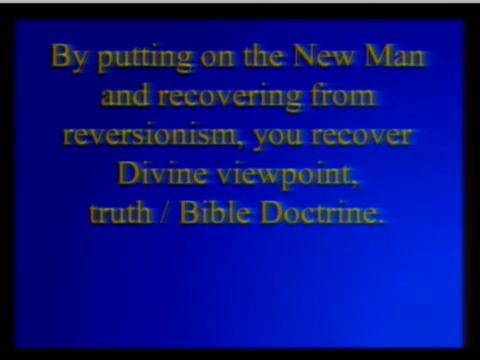 By putting on the New Man
and recovering from
reversionism, you recover
Divine viewpoint,
truth / Bible Doctrine.